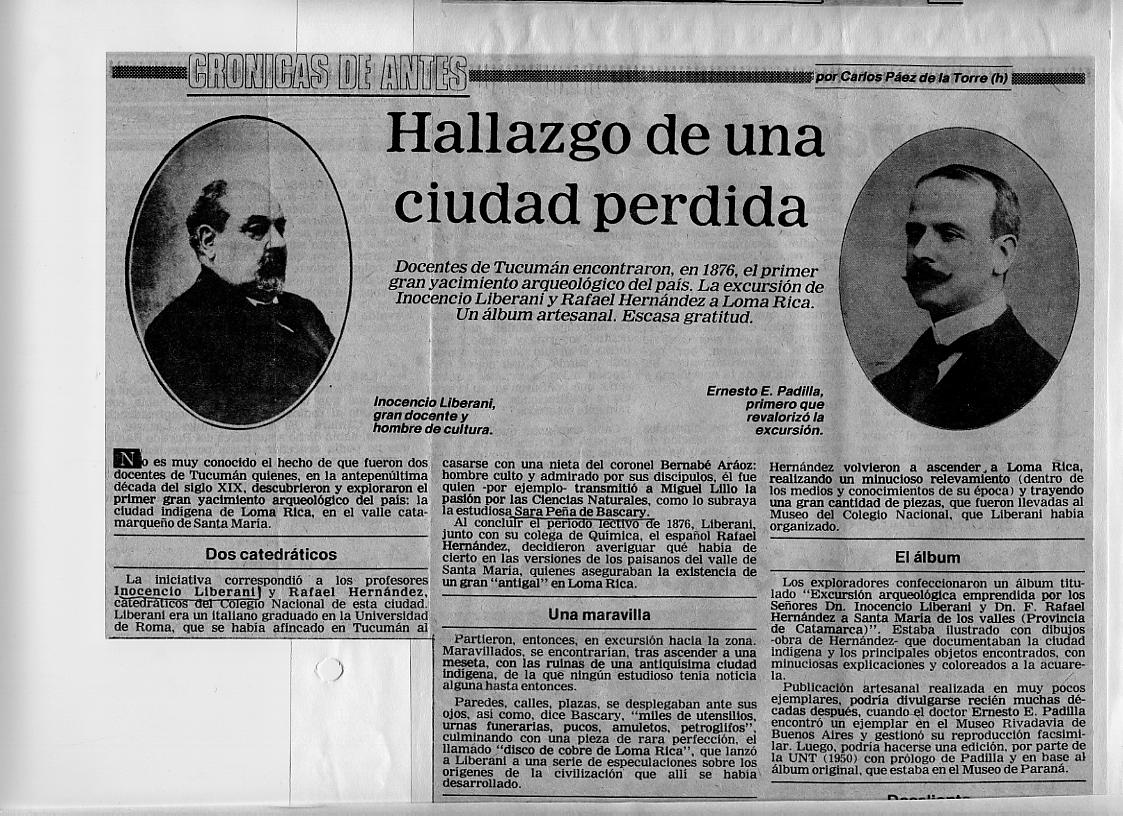 CRONICAS DE ANTES
por Carlos Páez de la Torre (h)
Hallazgo de una
ciudad perdida
Docentes de Tucumán encontraron, en 1876, el primer
gran yacimiento arqueológico del país. La excursión de
Inocencio Liberani y Rafael Hernández a Loma Rica.
Un álbum artesanal. Escasa gratitud.
Inocencio Liberani,
gran docente y
hombre de cultura.
Ernesto E. Padilla,
primero que
revalorizó la
excursión.
No es muy conocido el hecho de que fueron dos
docentes de Tucumán quienes, en la antepenúltima
década del siglo XIX, descubrieron y exploraron el
primer gran yacimiento arqueológico del país: la
ciudad indígena de Loma Rica, en el valle cata-
marqueño de Santa María.
Dos catedráticos
La iniciativa correspondió a los profesores
Inocencio Liberani y Rafael Hernández,
catedráticos del Colegio Nacional de esta ciudad.
Liberani era un italiano graduado en la Universidad
de Roma, que se había afincado en Tucumán al
casarse con una nieta del coronel Bernabé Aráoz:
hombre culto y admirado por sus discípulos, él fue
quien -por ejemplo- transmitió a Miguel Lillo la
pasión por las Ciencias Naturales, como lo subraya
la estudiosa Sara Peña de Bascary.
Al concluir el período lectivo de 1876, Liberani,
junto con su colega de Química, el español Rafael
Hernández, decidieron averiguar qué había de
cierto en las versiones de los paisanos del valle de
Santa María, quienes aseguraban la existencia de
un gran "antigal" en Loma Rica.
Una maravilla
Partieron, entonces, en excursión hacia la zona.
Maravillados, se encontrarían, tras ascender a una
meseta, con las ruinas de una antiquísima ciudad
indígena, de la que ningún estudioso tenía noticia
alguna hasta entonces.
Paredes, calles, plazas, se desplegaban ante sus
ojos, así como, dice Bascary, "miles de utensilios,
urnas funerarias, pucos, amuletos, petroglifos",
culminando con una pieza de rara perfección, el
llamado "disco de cobre de Loma Rica", que lanzó
a Liberani a una serie de especulaciones sobre los
orígenes de la civilización que allí se había
desarrollado.
Hernández volvieron a ascender a Loma Rica,
realizando un minucioso relevamiento (dentro de
los medios y conocimientos de su época) y trayendo
una gran cantidad de piezas, que fueron llevadas al
Museo del Colegio Nacional, que Liberani había
organizado.
El álbum
Los exploradores confeccionaron un álbum titu-
lado "Excursión arqueológica emprendida por los
Señores Dn. Inocencio Liberani y Dn. F. Rafael
Hernández a Santa María de los valles (Provincia
de Catamarca)". Estaba ilustrado con dibujos
-obra de Hernández- que documentaban la ciudad
indígena y los principales objetos encontrados, con
minuciosas explicaciones y coloreados a la acuare-
la.
Publicación artesanal realizada en muy pocos
ejemplares, podría divulgarse recién muchas dé-
cadas después, cuando el doctor Ernesto E. Padilla
encontró un ejemplar en el Museo Rivadavia de
Buenos Aires y gestionó su reproducción facsimi-
lar. Luego, podría hacerse una edición, por parte de
la UNT (1950) con prólogo de Padilla y en base al
álbum original, que estaba en el Museo de Paraná.